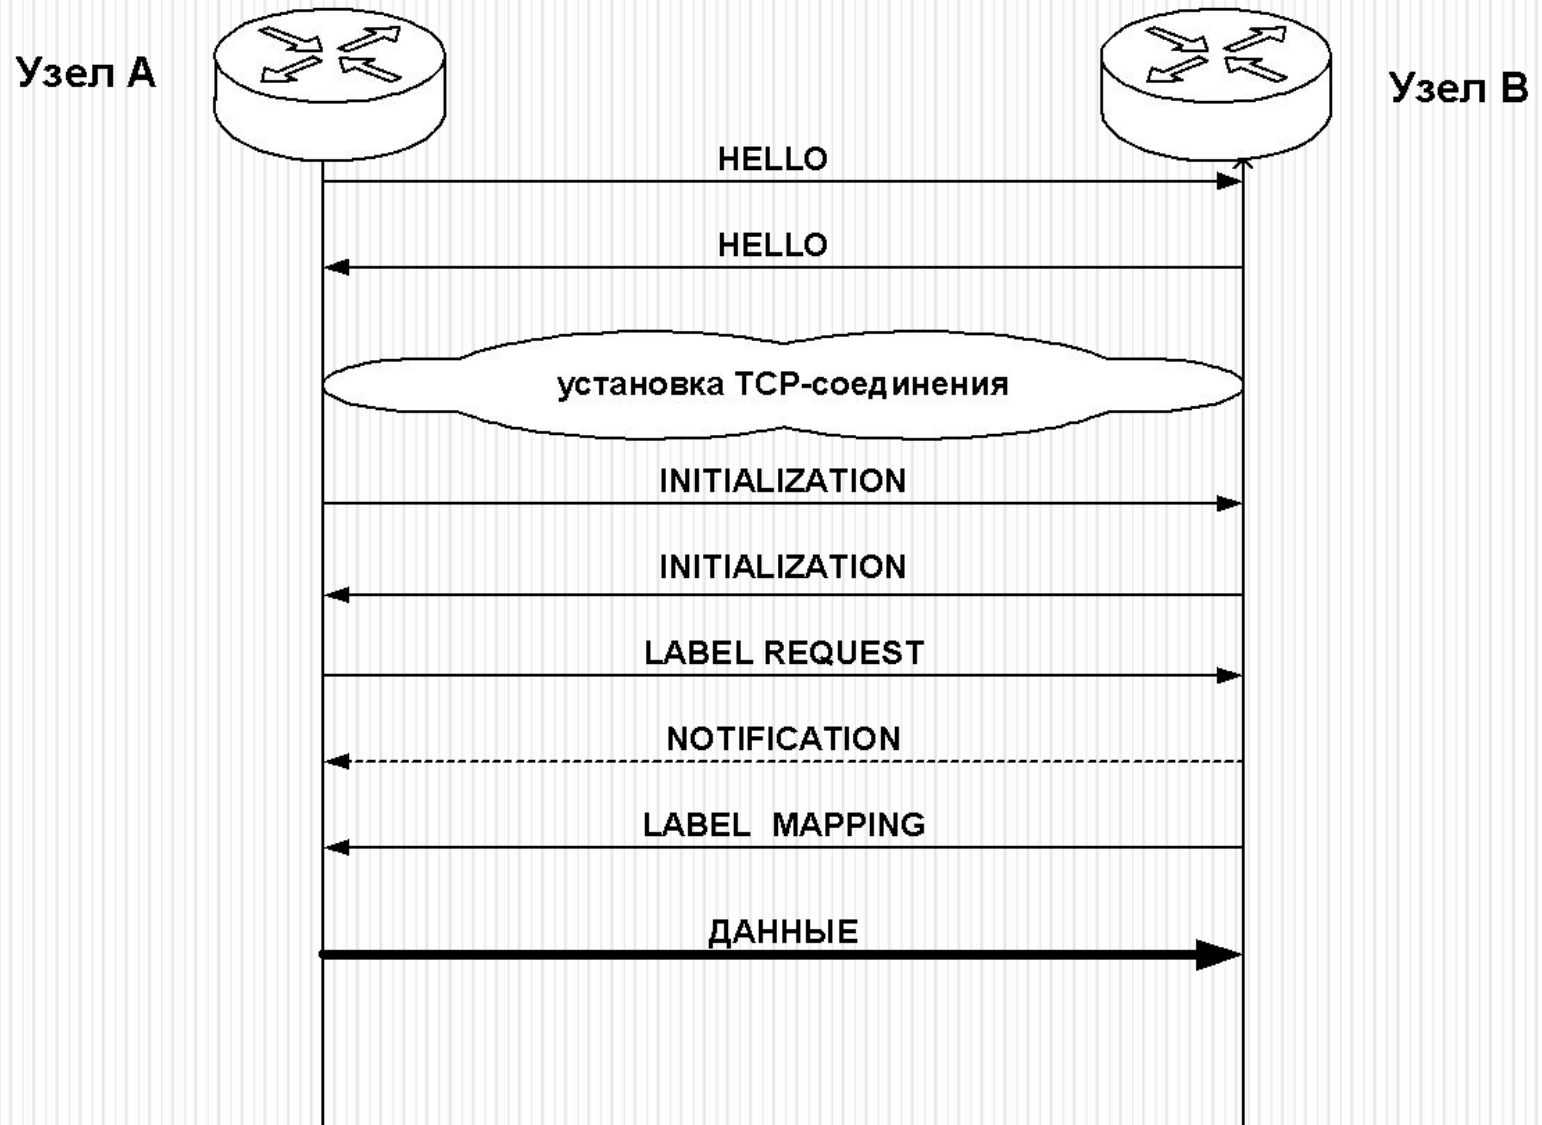 Узел А
Узел В
HELLO
HELLO
установка TCP-соединения
INITIALIZATION
INITIALIZATION
LABEL REQUEST
NOTIFICATION
LABEL MAPPING
ДАННЫЕ